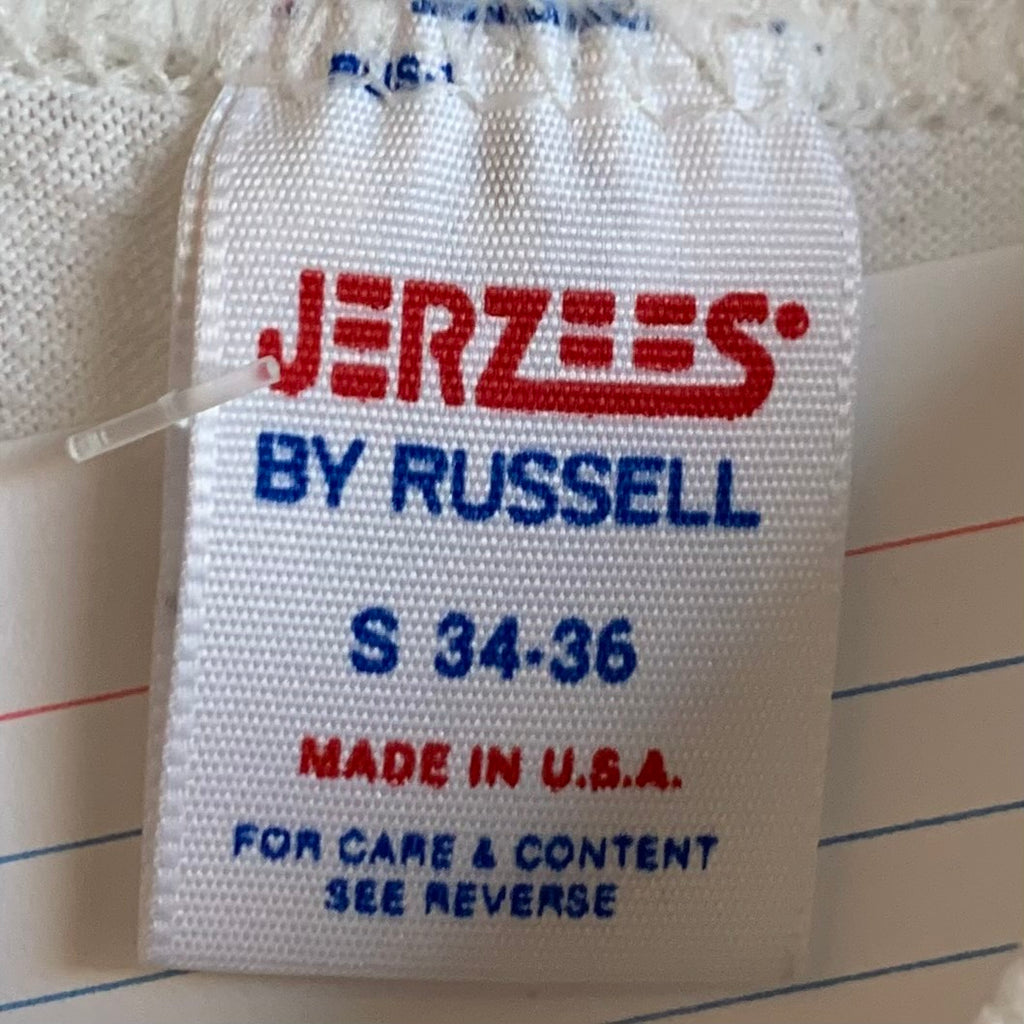 JERZEES
BY RUSSELL
S 34-36
MADE IN U.S.A.
FOR CARE & CONTENT
SEE REVERSE